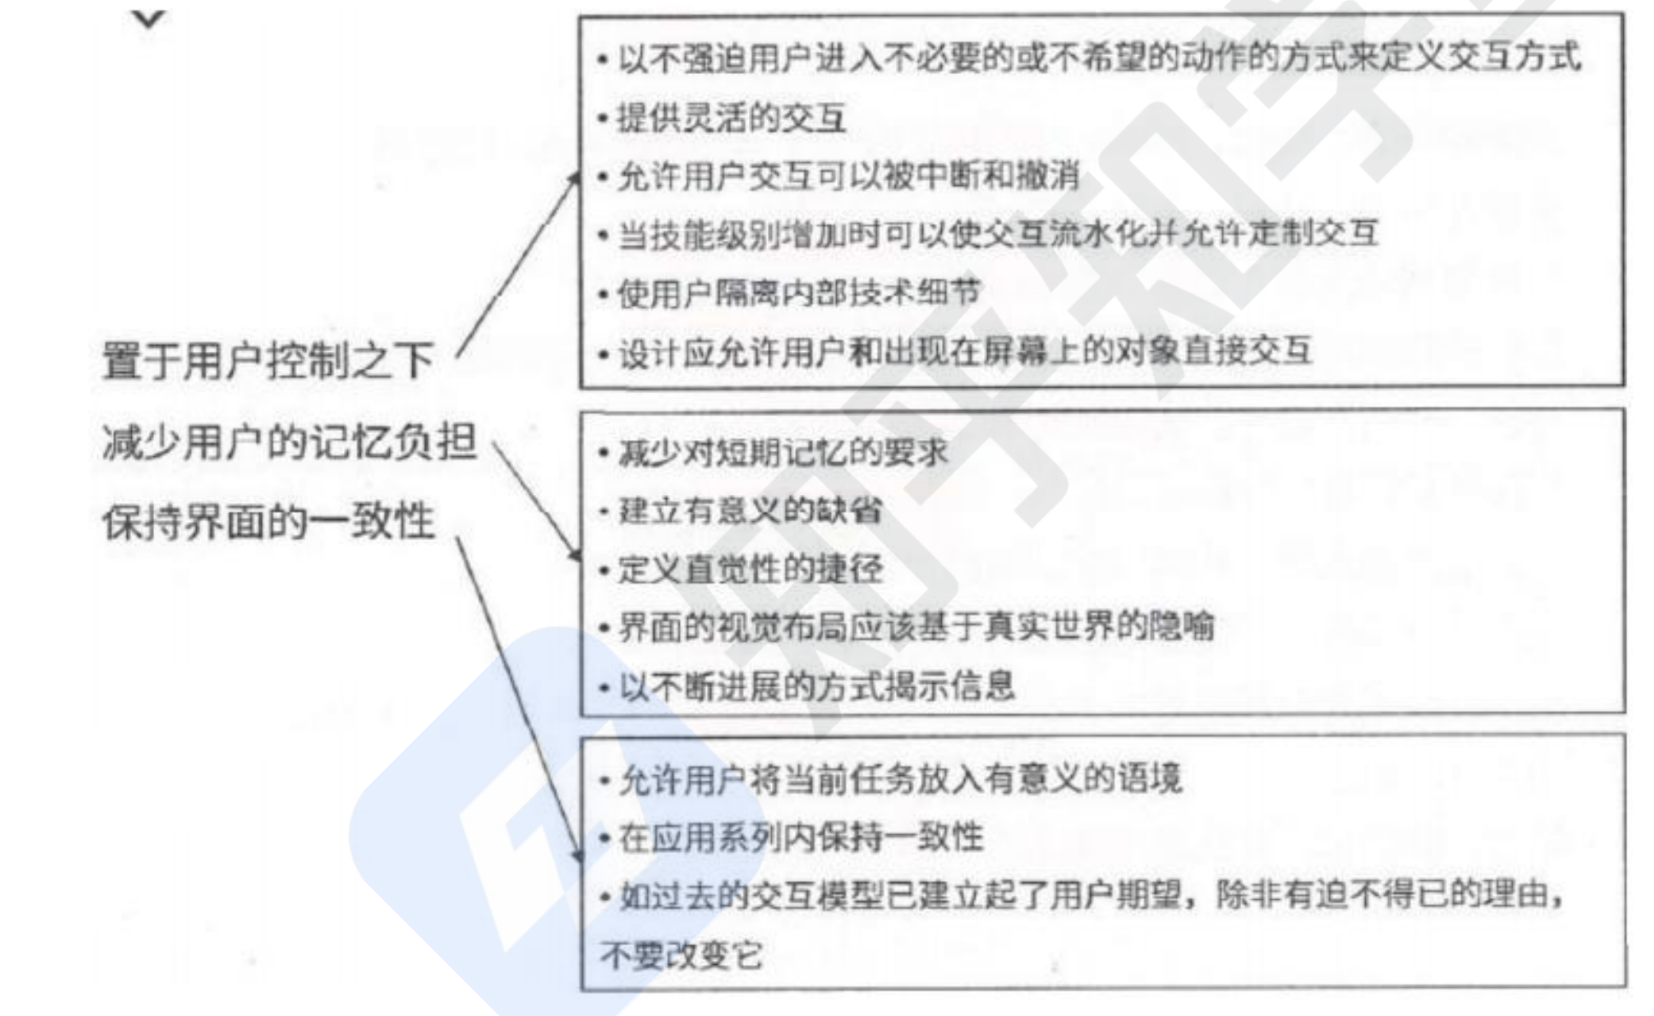 • 以不强迫用户进入不必要的或不希望的动作的方式来定义交互方式
• 提供灵活的交互
• 允许用户交互可以被中断和撤消
• 当技能级别增加时可以使交互流水化并允许定制交互
• 使用户隔离内部技术细节
• 设计应允许用户和出现在屏幕上的对象直接交互
置于用户控制之下
减少用户的记忆负担
保持界面的一致性
• 减少对短期记忆的要求
• 建立有意义的缺省
• 定义直觉性的捷径
• 界面的视觉布局应该基于真实世界的隐喻
• 以不断进展的方式揭示信息
• 允许用户将当前任务放入有意义的语境
• 在应用系列内保持一致性
• 如过去的交互模型已建立起了用户期望，除非有迫不得已的理由，
不要改变它
知乎知学